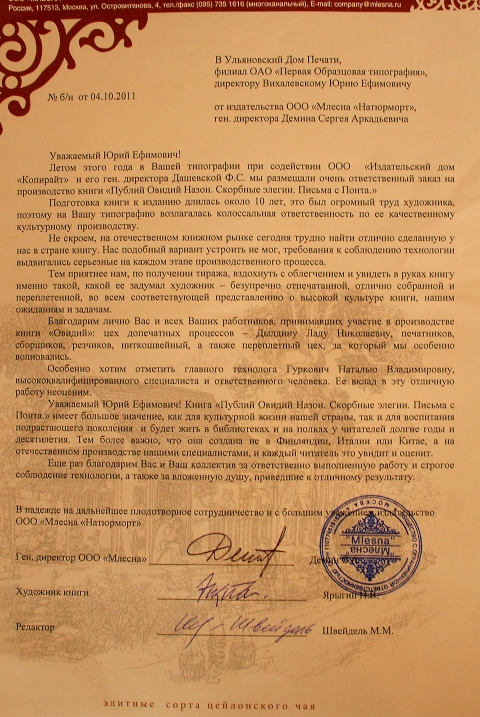 Россия, 117513, Москва, ул. Островитянова, 4, тел./факс (095) 735 1616 (многоканальный), E-mail: company@mlesna.ru
В Ульяновский Дом Печати,
филиал ОАО «Первая Образцовая типография»,
директору Вихалевскому Юрию Ефимовичу
№ б/н от 04.10.2011
от издательства ООО «Млесна «Натюрморт»,
ген. директора Демина Сергея Аркадьевича
Уважаемый Юрий Ефимович!
Летом этого года в Вашей типографии при содействии ООО «Издательский дом
«Копирайт» и его ген. директора Дашевской Ф.С. мы размещали очень ответственный заказ на
производство книги «Публий Овидий Назон. Скорбные элегии. Письма с Понта.»
Подготовка книги к изданию длилась около 10 лет, это был огромный труд художника,
поэтому на Вашу типографию возлагалась колоссальная ответственность по ее качественному
культурному производству.
Не скроем, на отечественном книжном рынке сегодня трудно найти отлично сделанную у
нас в стране книгу. Нас подобный вариант устроить не мог, требования к соблюдению технологии
выдвигались серьезные на каждом этапе производственного процесса.
Тем приятнее нам, по получении тиража, вздохнуть с облегчением и увидеть в руках книгу
именно такой, какой ее задумал художник – безупречно отпечатанной, отлично собранной и
переплетенной, во всем соответствующей представлению о высокой культуре книги, нашим
ожиданиям и задачам.
Благодарим лично Вас и всех Ваших работников, принимавших участие в производстве
книги «Овидий»: цех допечатных процессов – Дылдину Ладу Николаевну, печатников,
сборщиков, резчиков, ниткошвейный, а также переплетный цех, за который мы особенно
волновались.
Особенно хотим отметить главного технолога Гуркович Наталью Владимировну,
высококвалифицированного специалиста и ответственного человека. Ее вклад в эту отличную
работу неоценим.
Уважаемый Юрий Ефимович! Книга «Публий Овидий Назон. Скорбные элегии. Письма с
Понта.» имеет большое значение, как для культурной жизни нашей страны, так и для воспитания
подрастающего поколения и будет жить в библиотеках и на полках у читателей долгие годы и
десятилетия. Тем более важно, что она создана не в Финляндии, Италии или Китае, а на
отечественном производстве нашими специалистами, и каждый читатель это увидит и оценит.
Еще раз благодарим Вас и Ваш коллектив за ответственно выполненную работу и строгое
соблюдение технологии, а также за вложенную душу, приведшие к отличному результату.
В надежде на дальнейшее плодотворное сотрудничество и с большим уважением, издательство
ООО «Млесна «Натюрморт»
Ген. директор ООО «Млесна»
"Mlesna"
"Млесна"
МОСКВА
Художник книги Ярыгин
Редактор Швейдель Швейдель М.М.
элитные сорта цейлонского чая